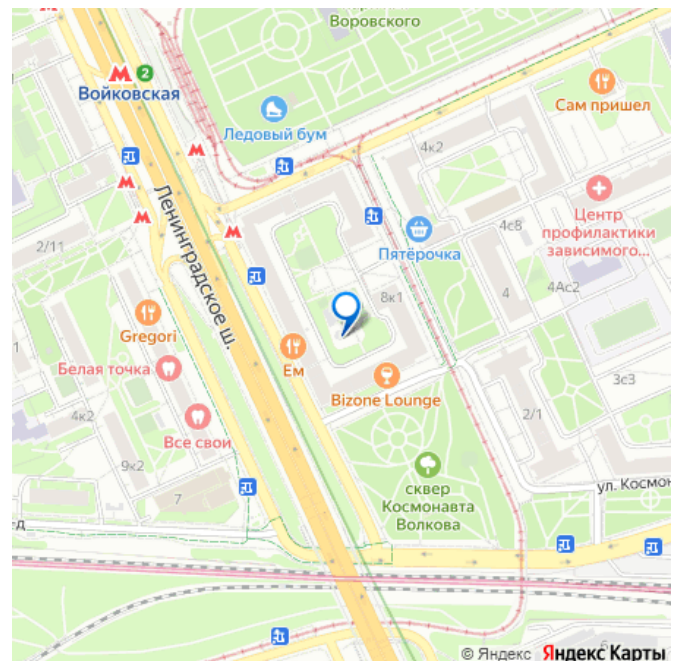 Воровского
2
Войковская
Ледовый бум
Сам пришел
4к2
Центр
профилактики
зависимого...
2/11
Ленинградское ш.
4с8
Пятёрочка
8к1
4
4Ас2
Gregori
Ем
Белая точка
Bizone Lounge
3с3
4к2
Все свои
2/1
9к2
7
сквер
Космонавта
Волкова
ул. Космон
-д
© Яндекс Яндекс Карты